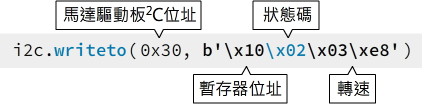 馬達驅動板²C位址
狀態碼
i2c.writeto(0x30, b'\x10\x02\x03\xe8')
暫存器位址
轉速